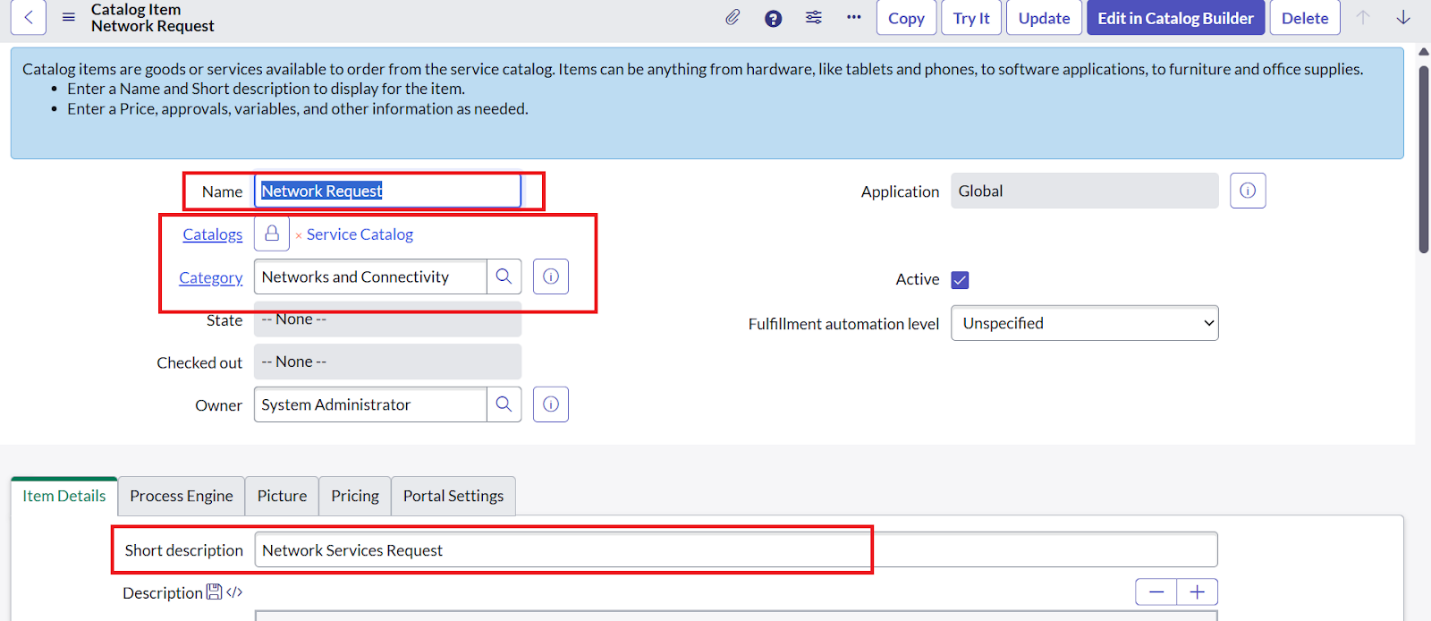 Catalog Item
Network Request
Copy
Try It
Update
Edit in Catalog Builder
Delete
Catalog items are goods or services available to order from the service catalog. Items can be anything from hardware, like tablets and phones, to software applications, to furniture and office supplies.
• Enter a Name and Short description to display for the item.
• Enter a Price, approvals, variables, and other information as needed.
Name Network Request
Application Global
Catalogs × Service Catalog
Category Networks and Connectivity
Active
State -- None --
Fulfillment automation level Unspecified
Checked out -- None --
Owner System Administrator
Item Details
Process Engine
Picture
Pricing
Portal Settings
Short description Network Services Request
Description </>